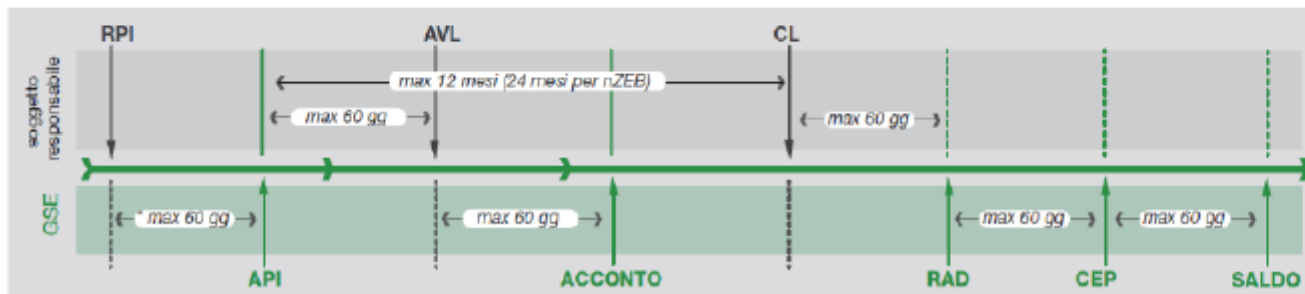 RPI AVL CL
soggetto
responsabile
max 12 mesi (24 mesi per nZEB)
max 60 gg max 60 gg
GSE
* max 60 gg max 60 gg max 60 gg max 60 gg
API ACCONTO RAD CEP SALDO